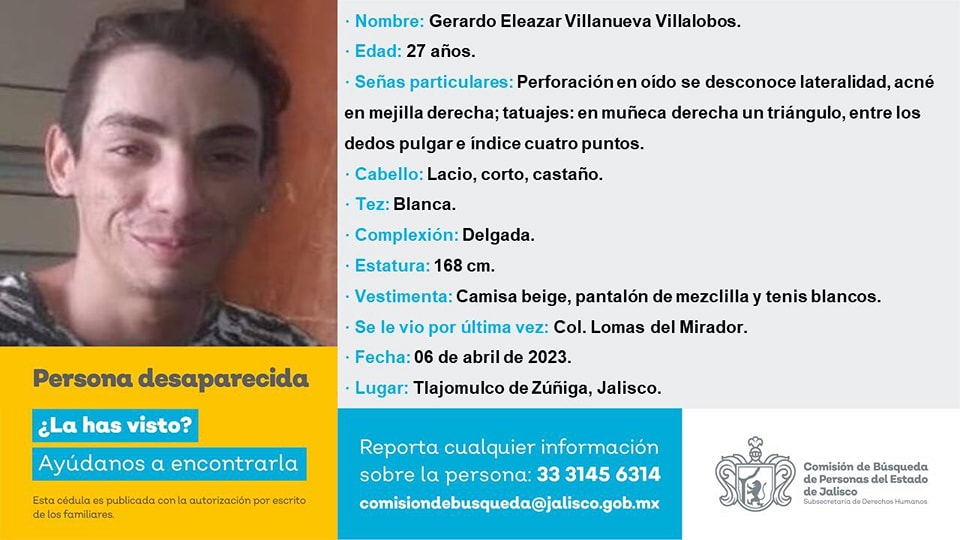 · Nombre: Gerardo Eleazar Villanueva Villalobos.
· Edad: 27 años.
· Señas particulares: Perforación en oído se desconoce lateralidad, acné
en mejilla derecha; tatuajes: en muñeca derecha un triángulo, entre los
dedos pulgar e índice cuatro puntos.
· Cabello: Lacio, corto, castaño.
· Tez: Blanca.
· Complexión: Delgada.
· Estatura: 168 cm.
· Vestimenta: Camisa beige, pantalón de mezclilla y tenis blancos.
· Se le vio por última vez: Col. Lomas del Mirador.
· Fecha: 06 de abril de 2023.
· Lugar: Tlajomulco de Zúñiga, Jalisco.
Persona desaparecida
¿La has visto?
Ayúdanos a encontrarla
Esta cédula es publicada con la autorización por escrito
de los familiares.
Reporta cualquier información
sobre la persona: 33 3145 6314
comisiondebusqueda@jalisco.gob.mx
Comisión de Búsqueda
de Personas del Estado
de Jalisco
Subsecretaría de Derechos Humanos